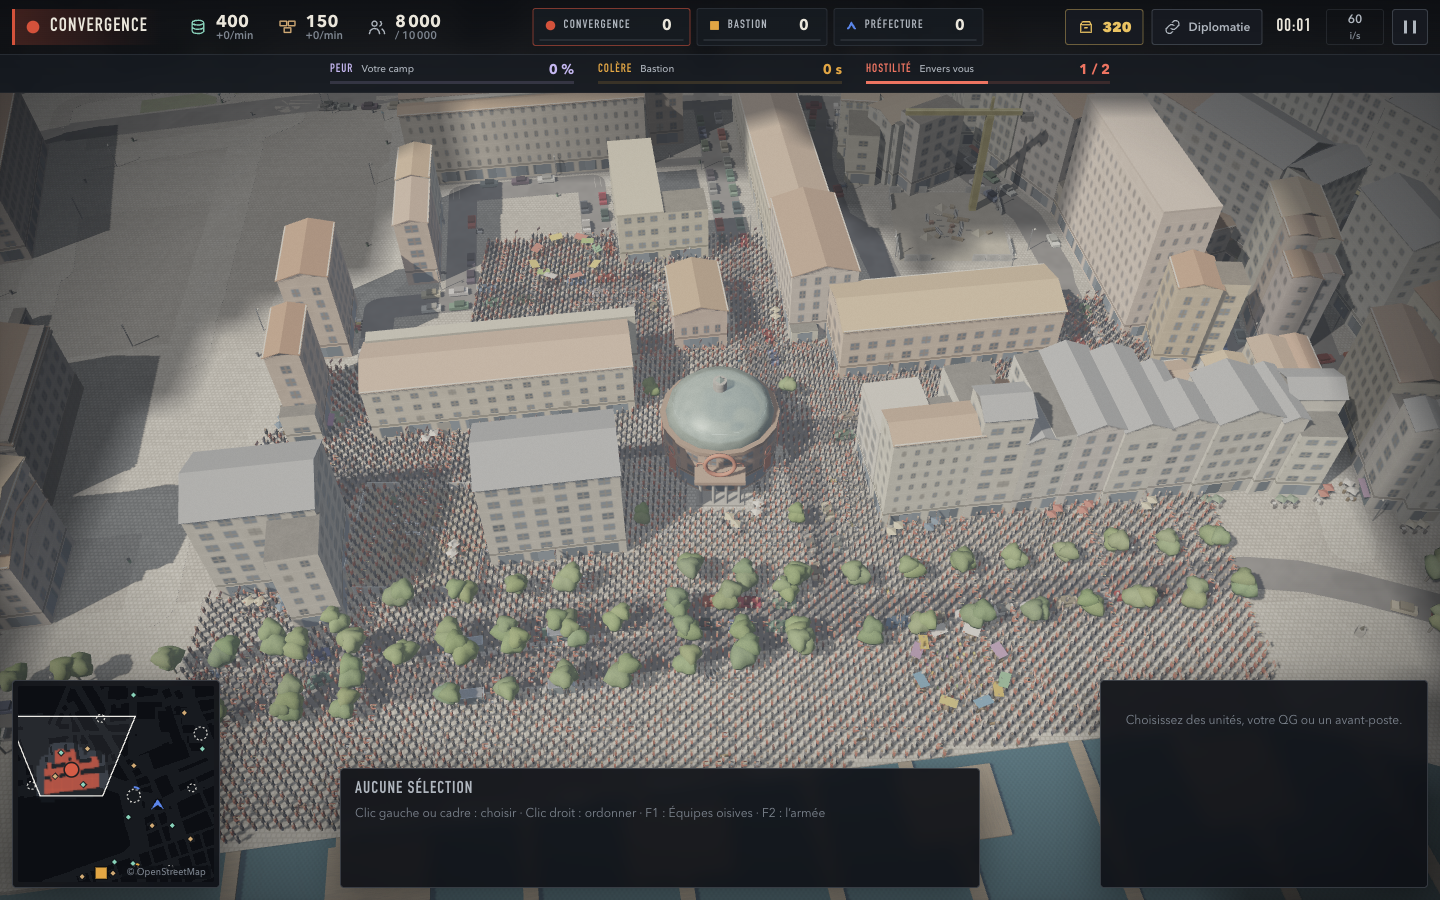 CONVERGENCE
400
+0/min
150
+0/min
8 000
/ 10 000
CONVERGENCE 0
BASTION 0
PRÉFECTURE 0
320
Diplomatie
00:01
60
i/s
PEUR Votre camp 0 %
COLÈRE Bastion 0 s
HOSTILITÉ Envers vous 1 / 2
Choisissez des unités, votre QG ou un avant-poste.
AUCUNE SÉLECTION
Clic gauche ou cadre : choisir · Clic droit : ordonner · F1 : Équipes oisives · F2 : l'armée
© OpenStreetMap